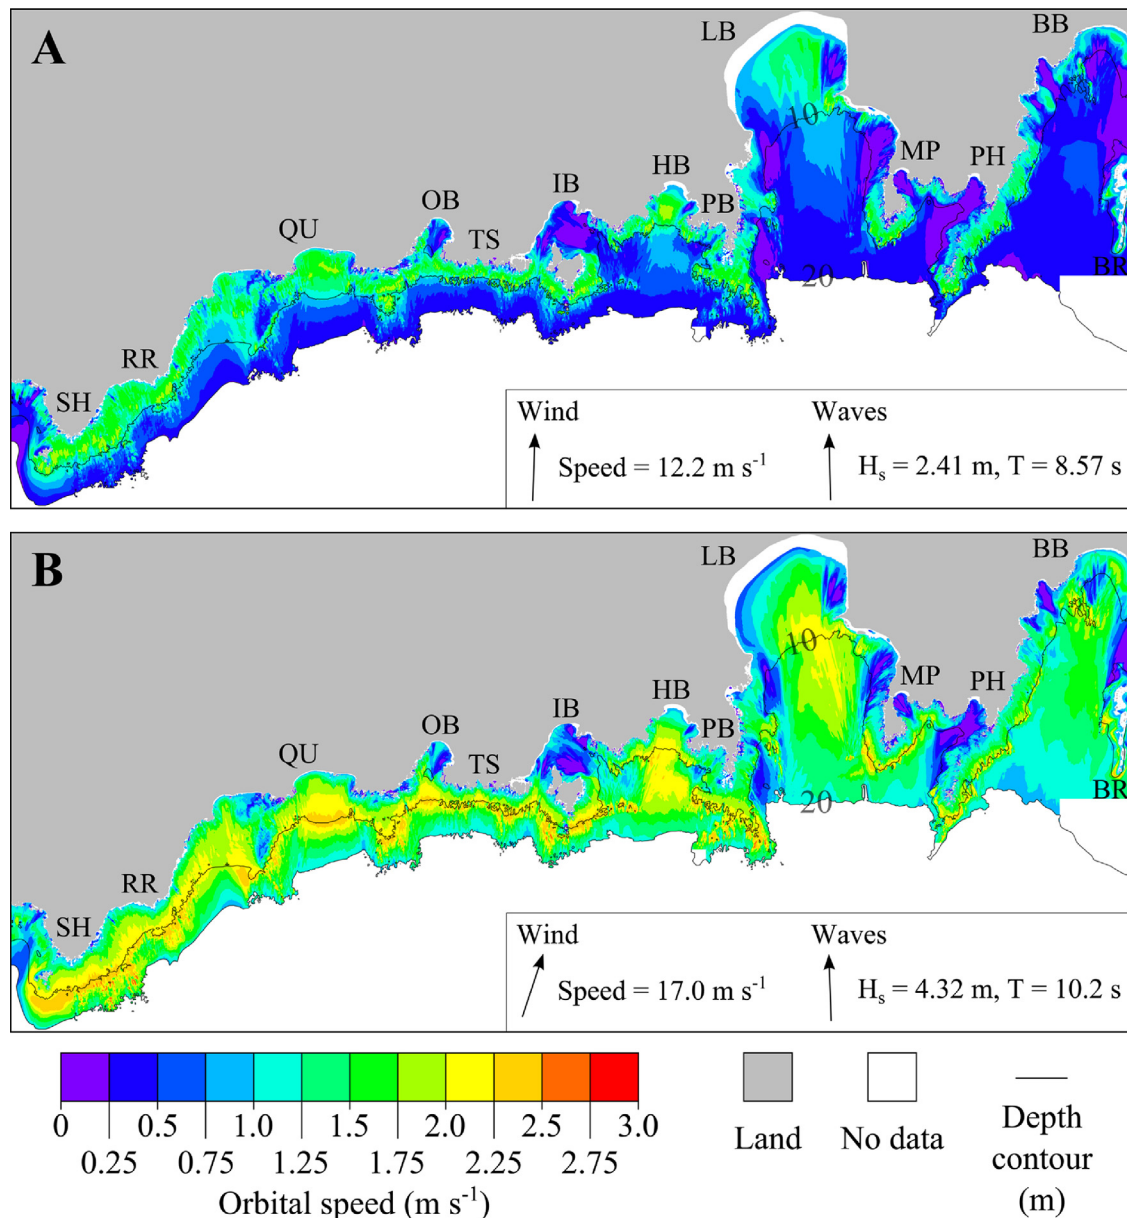 A
LB
BB
MP
PH
HB
IB
PB
OB
TS
QU
10
20
BR
RR
SH
Wind
Waves
Speed = 12.2 m s⁻¹
Hₛ = 2.41 m, T = 8.57 s
B
LB
BB
MP
PH
HB
IB
PB
OB
TS
QU
10
20
BR
RR
SH
Wind
Waves
Speed = 17.0 m s⁻¹
Hₛ = 4.32 m, T = 10.2 s
0 0.5 1.0 1.5 2.0 2.5 3.0
0.25 0.75 1.25 1.75 2.25 2.75
Orbital speed (m s⁻¹)
Land
No data
Depth
contour
(m)